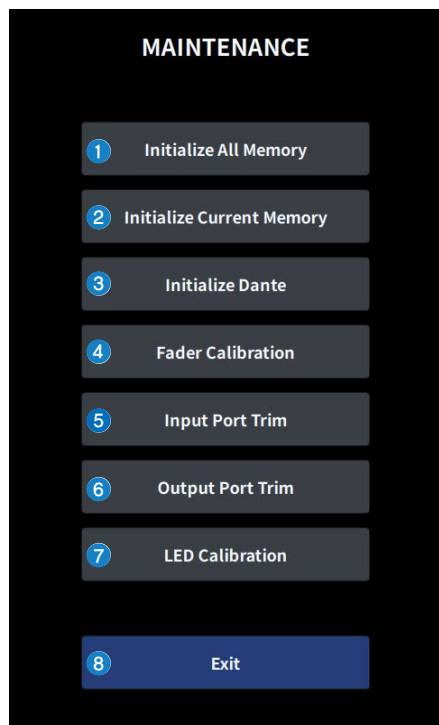 MAINTENANCE
1 Initialize All Memory
2 Initialize Current Memory
3 Initialize Dante
4 Fader Calibration
5 Input Port Trim
6 Output Port Trim
7 LED Calibration
8 Exit